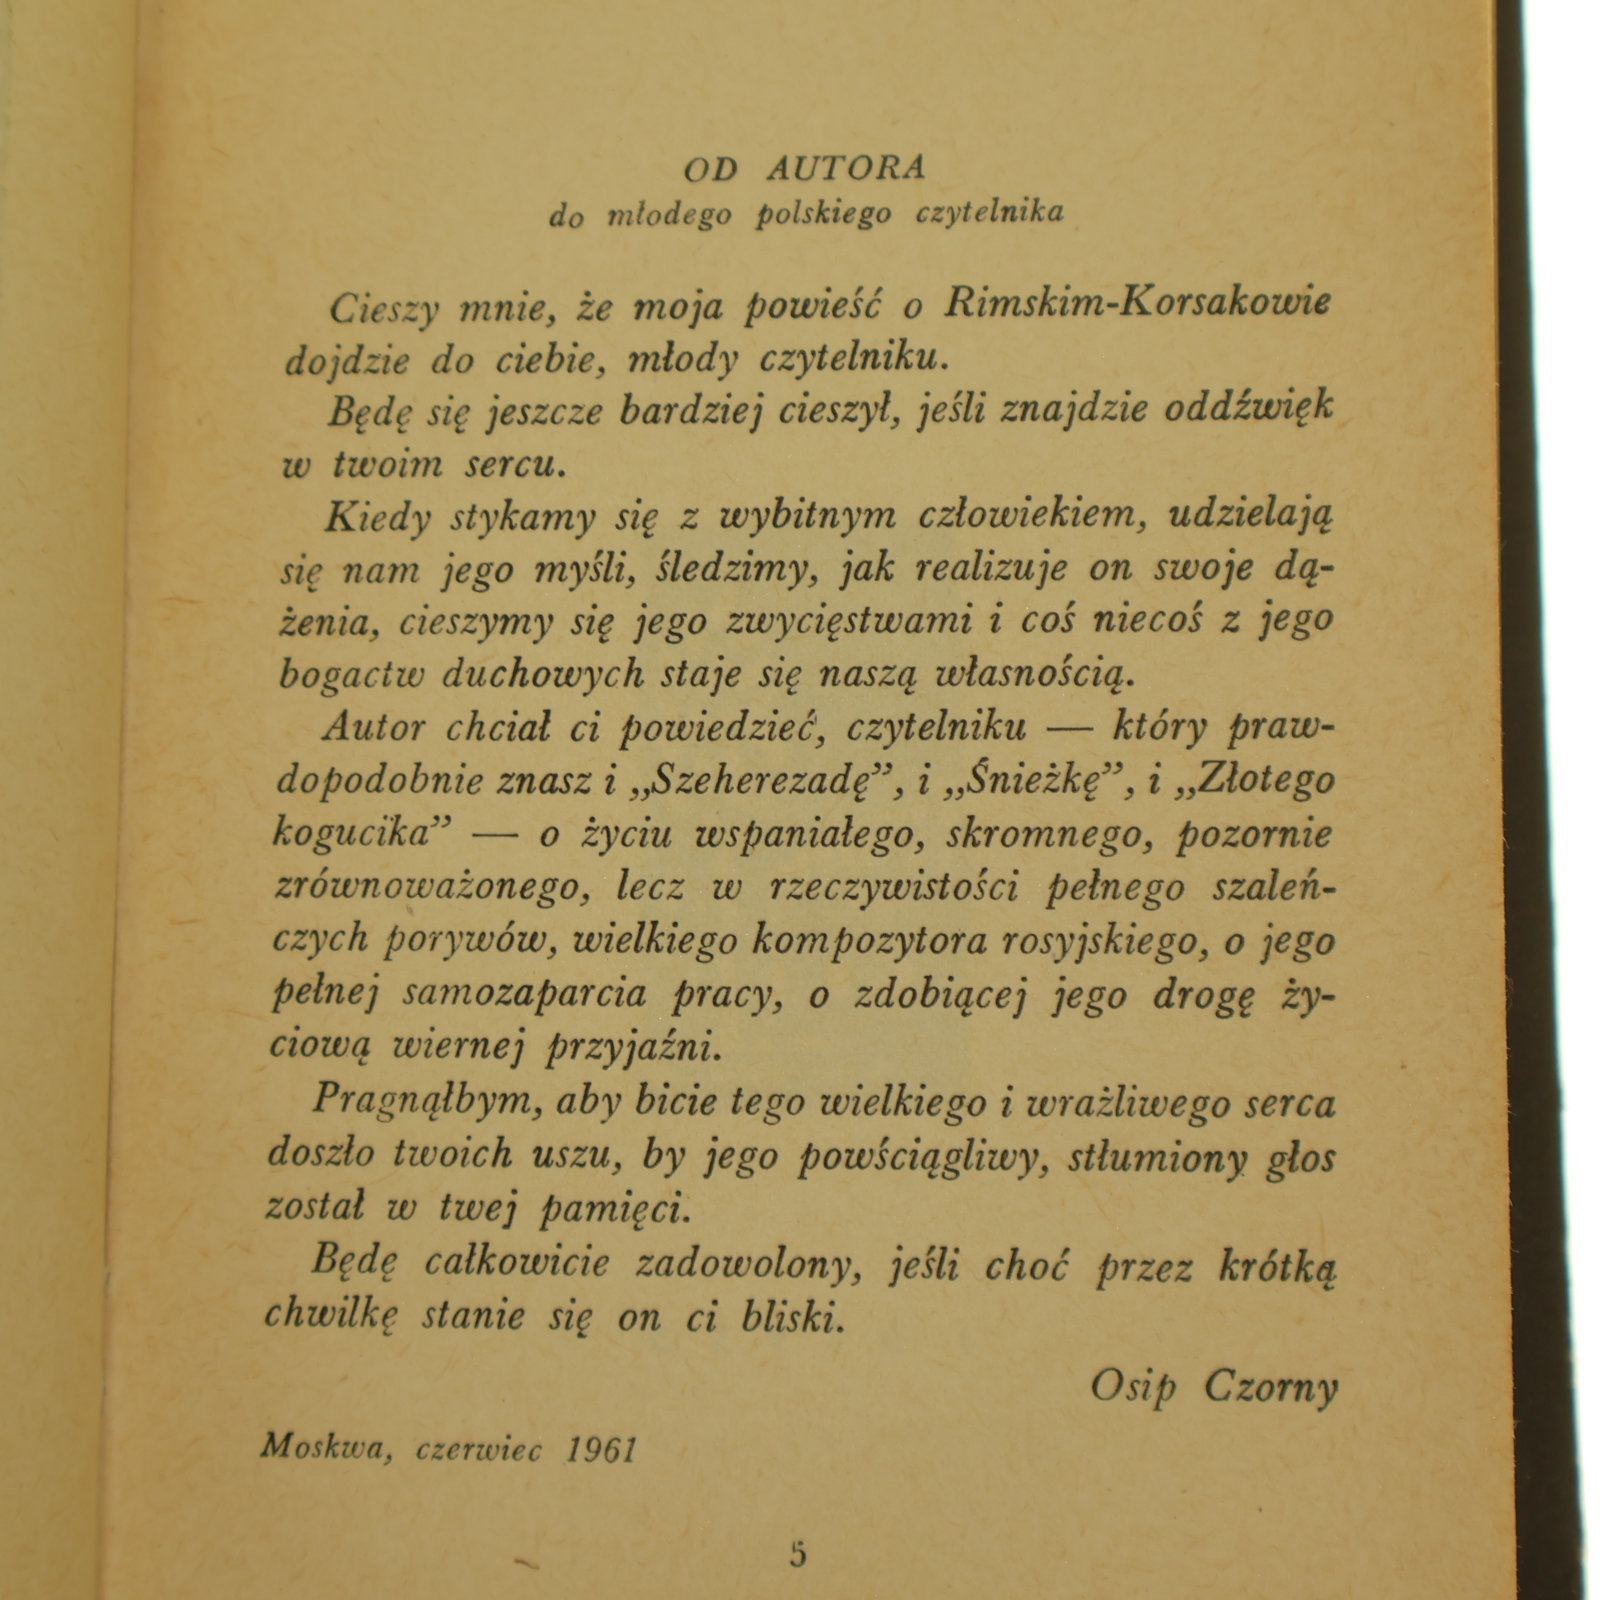 OD AUTORA
do młodego polskiego czytelnika
Cieszy mnie, że moja powieść o Rimskim-Korsakowie
dojdzie do ciebie, młody czytelniku.
Będę się jeszcze bardziej cieszył, jeśli znajdzie oddźwięk
w twoim sercu.
Kiedy stykamy się z wybitnym człowiekiem, udzielają
się nam jego myśli, śledzimy, jak realizuje on swoje dą-
żenia, cieszymy się jego zwycięstwami i coś niecoś z jego
bogactw duchowych staje się naszą własnością.
Autor chciał ci powiedzieć, czytelniku — który praw-
dopodobnie znasz i „Szeherezadę”, i „Śnieżkę”, i „Złotego
kogucika” — o życiu wspaniałego, skromnego, pozornie
zrównoważonego, lecz w rzeczywistości pełnego szaleń-
czych porywów, wielkiego kompozytora rosyjskiego, o jego
pełnej samozaparcia pracy, o zdobiącej jego drogę ży-
ciową wiernej przyjaźni.
Pragnąłbym, aby bicie tego wielkiego i wrażliwego serca
doszło twoich uszu, by jego powściągliwy, stłumiony głos
został w twej pamięci.
Będę całkowicie zadowolony, jeśli choć przez krótką
chwilkę stanie się on ci bliski.
Osip Czorny
Moskwa, czerwiec 1961
5